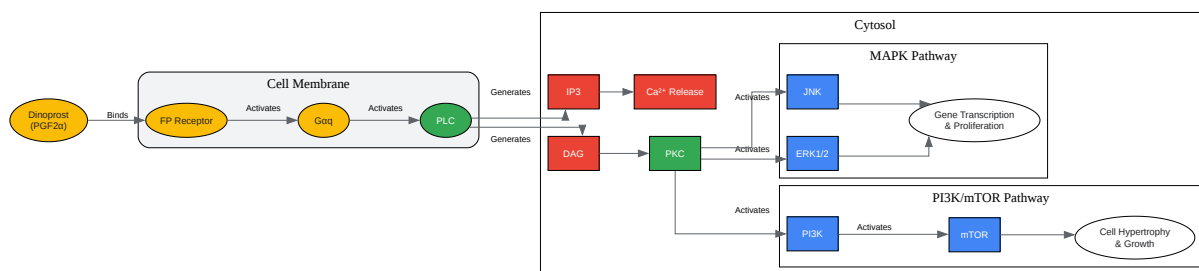 Cytosol
MAPK Pathway
Cell Membrane
Generates
IP3
Ca²⁺ Release
Activates
JNK
Dinoprost
(PGF2α)
Binds
FP Receptor
Activates
Gαq
Activates
PLC
Gene Transcription
& Proliferation
Generates
DAG
PKC
Activates
ERK1/2
PI3K/mTOR Pathway
Activates
PI3K
Activates
mTOR
Cell Hypertrophy
& Growth